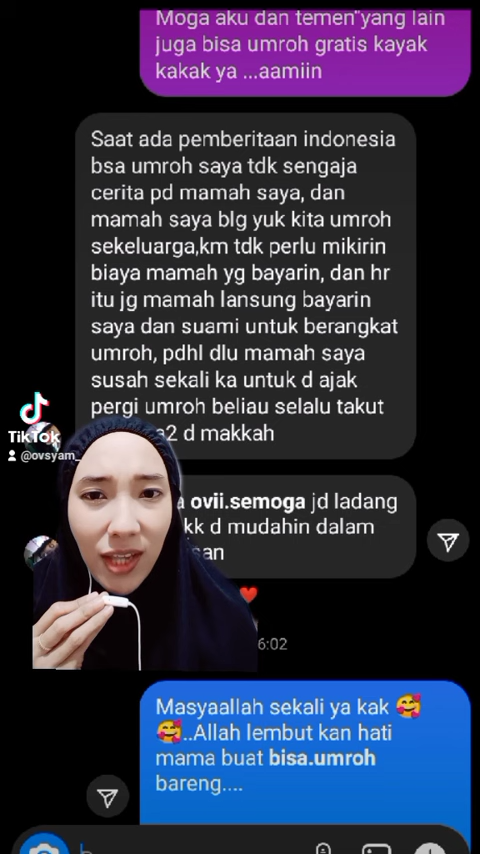 Moga aku dan temen"yang lain
juga bisa umroh gratis kayak
kakak ya ...aamiin
Saat ada pemberitaan indonesia
bsa umroh saya tdk sengaja
cerita pd mamah saya, dan
mamah saya blg yuk kita umroh
sekeluarga,km tdk perlu mikirin
biaya mamah yg bayarin, dan hr
itu jg mamah lansung bayarin
saya dan suami untuk berangkat
umroh, pdhl dlu mamah saya
susah sekali ka untuk d ajak
pergi umroh beliau selalu takut
a2 d makkah
TikTok
@ovsyam_
a ovii.semoga jd ladang
kk d mudahin dalam
san
6:02
Masyaallah sekali ya kak 🥰
🥰..Allah lembut kan hati
mama buat bisa.umroh
bareng....